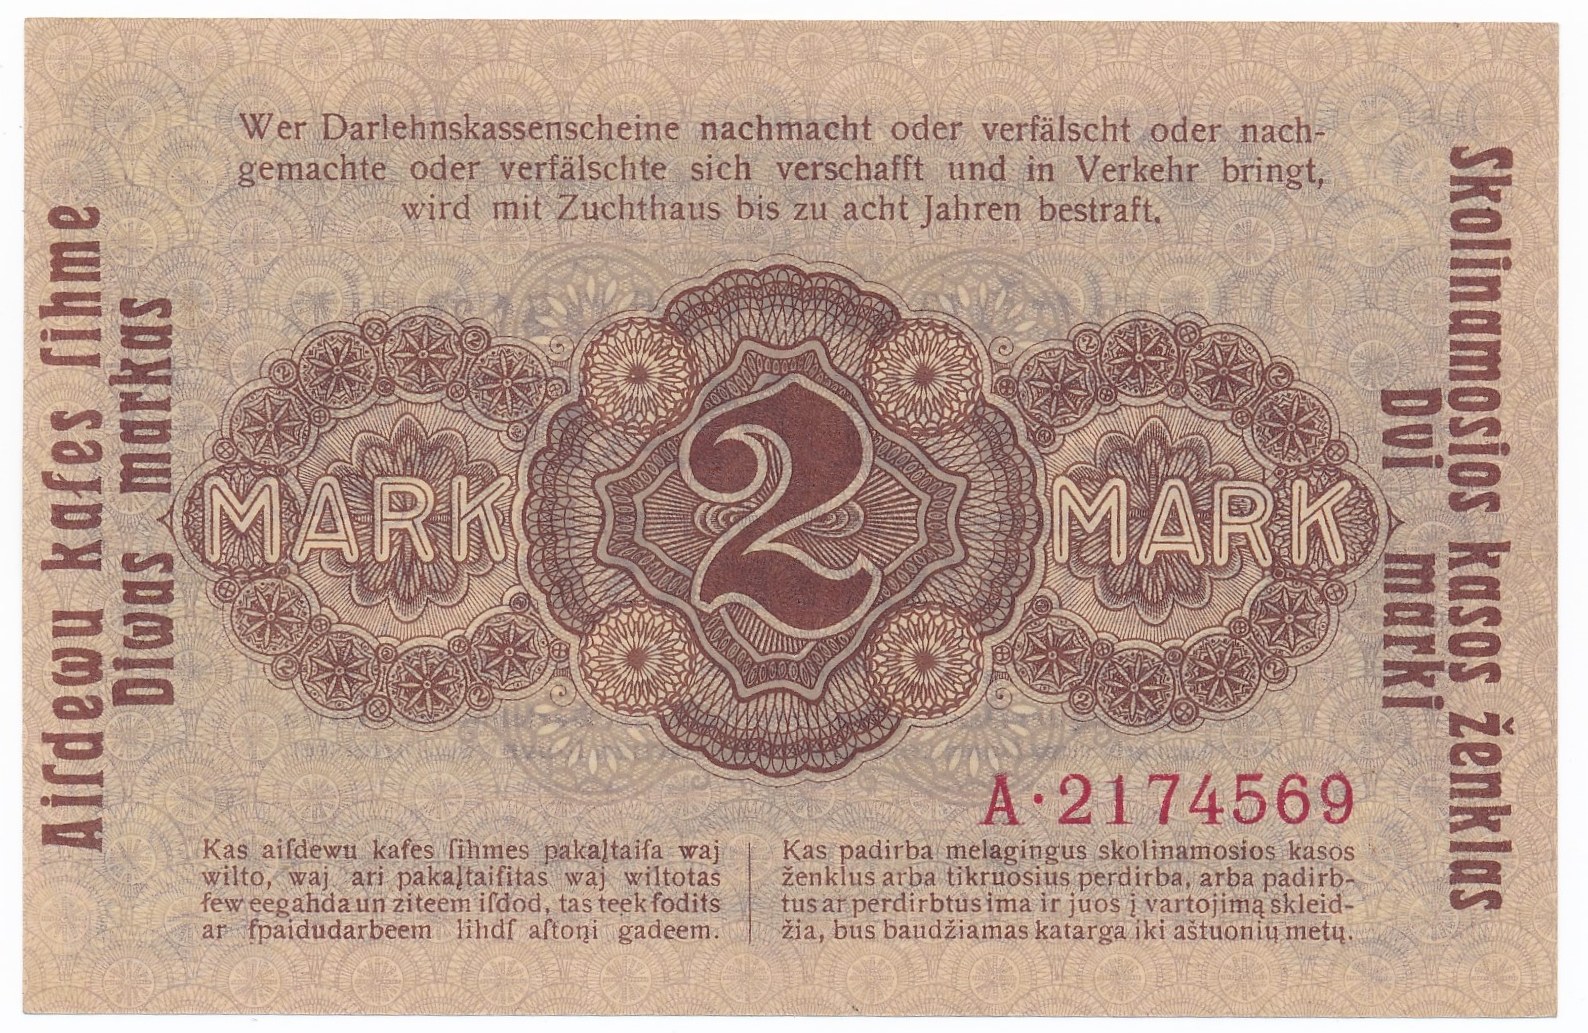 Wer Darlehnskassenscheine nachmacht oder verfälscht oder nach-
gemachte oder verfälschte sich verschafft und in Verkehr bringt,
wird mit Zuchthaus bis zu acht Jahren bestraft.
Aiſdewu kaſes ſihme
Diwas markas
MARK
2
MARK
Skolinamosios kasos ženklas
Dvi marki
A·2174569
Kas aiſdewu kaſes ſihmes pakaļtaiſa waj
wilto, waj ari pakaļtaiſitas waj wiltotas
ſew eegahda un ziteem iſdod, tas teek ſodits
ar ſpaidudarbeem lihdſ aſtoņi gadeem.
Kas padirba melagingus skolinamosios kasos
ženklus arba tikruosius perdirba, arba padirb-
tus ar perdirbtus ima ir juos į vartojimą skleid-
žia, bus baudžiamas katarga iki aštuonių metų.